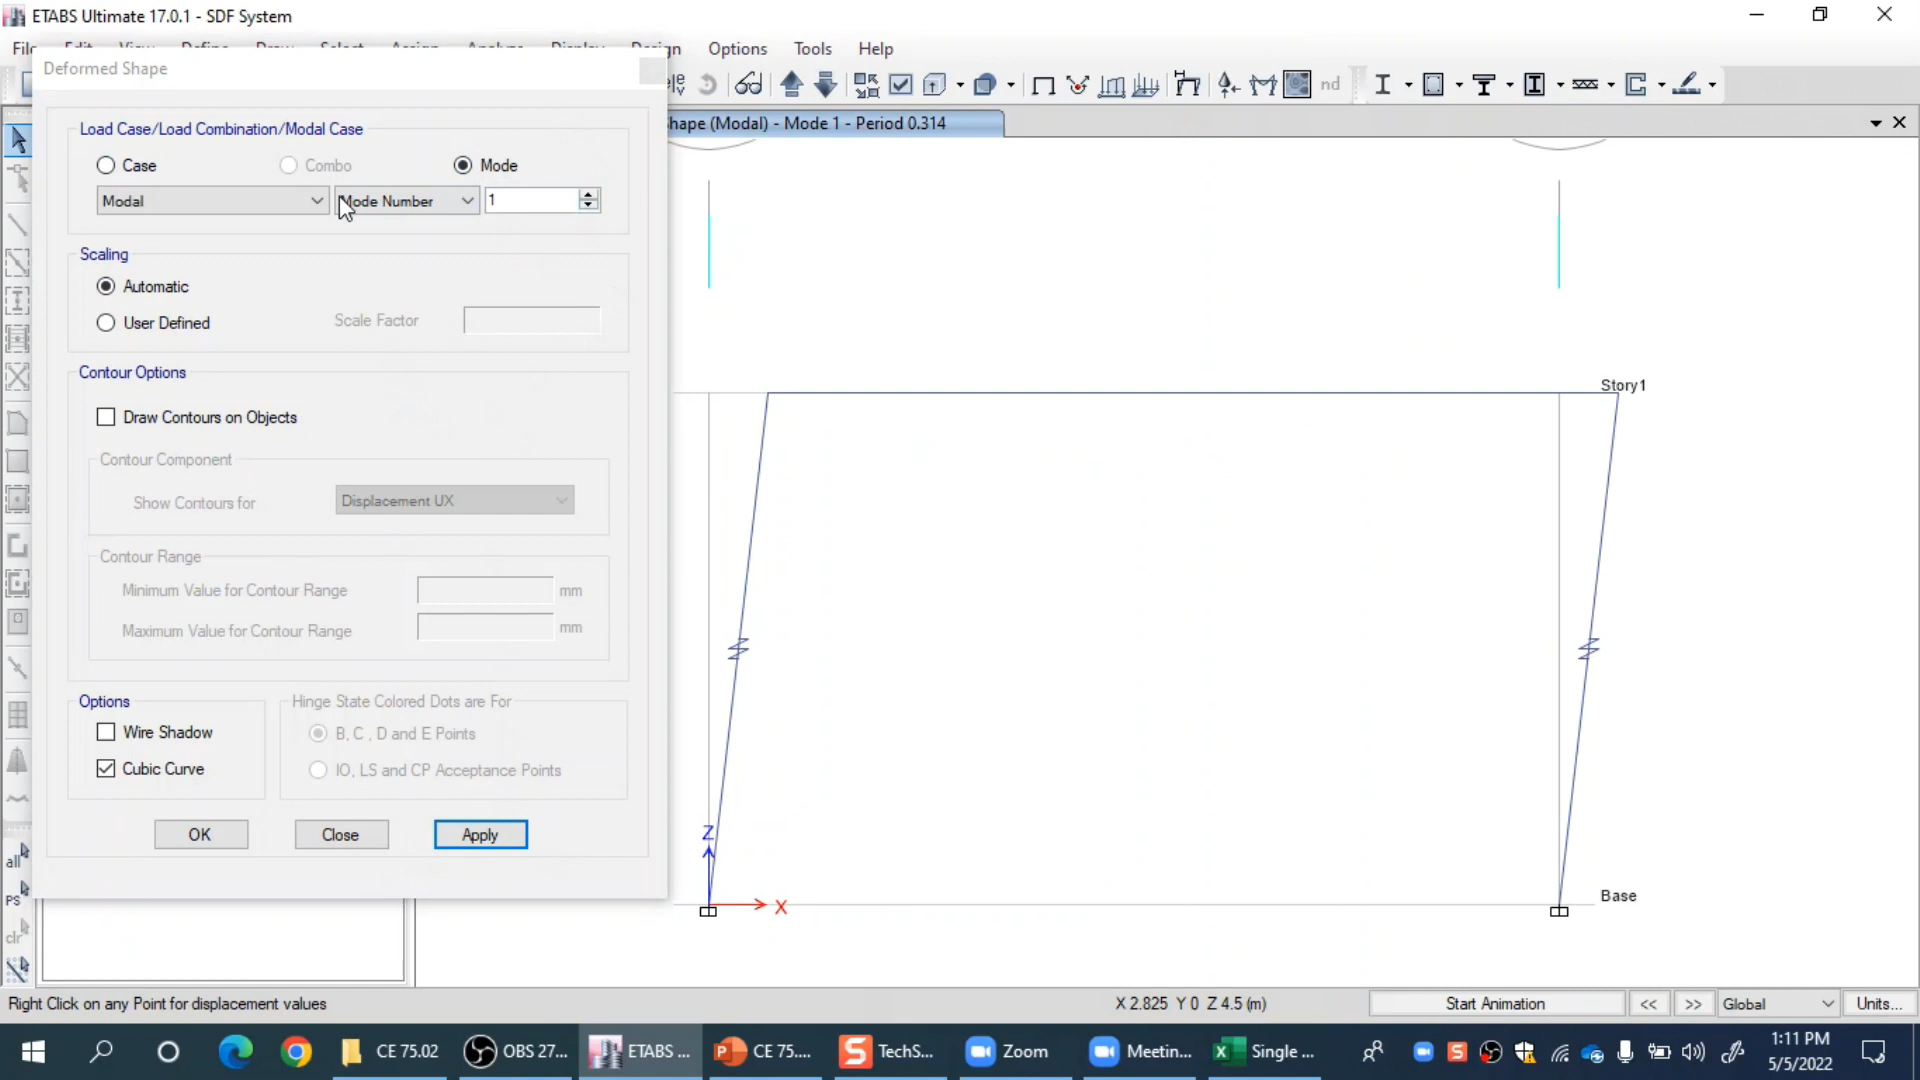 ETABS Ultimate 17.0.1 - SDF System
Options Tools Help
Deformed Shape
nd
hape (Modal) - Mode 1 - Period 0.314
Load Case/Load Combination/Modal Case
Case Combo Mode
Modal Mode Number 1
Scaling
Automatic
User Defined Scale Factor
Contour Options
Draw Contours on Objects
Contour Component
Show Contours for Displacement UX
Contour Range
Minimum Value for Contour Range mm
Maximum Value for Contour Range mm
Options
Wire Shadow
Cubic Curve
Hinge State Colored Dots are For
B, C , D and E Points
IO, LS and CP Acceptance Points
OK Close Apply
Story1
Base
Z
X
all
PS
clr
Right Click on any Point for displacement values
X 2.825 Y 0 Z 4.5 (m)
Start Animation << >> Global Units...
CE 75.02 OBS 27... ETABS ... CE 75.... TechS... Zoom Meetin... Single ...
1:11 PM
5/5/2022